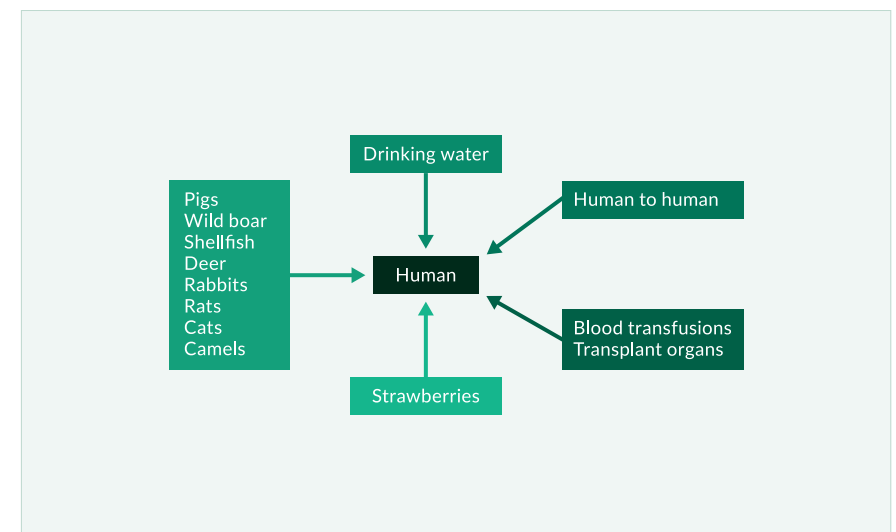 Drinking water
Pigs
Wild boar
Shellfish
Deer
Rabbits
Rats
Cats
Camels
Human to human
Human
Blood transfusions
Transplant organs
Strawberries